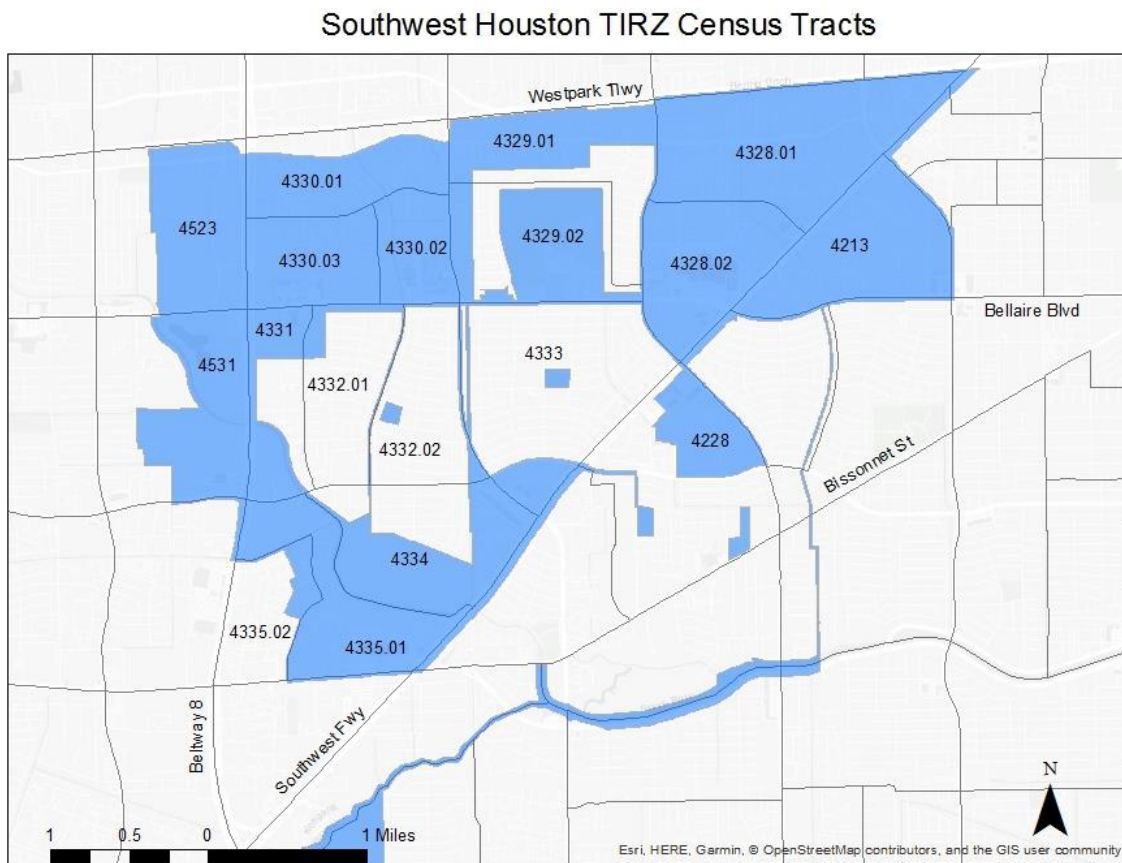 Southwest Houston TIRZ Census Tracts
Westpark Tlwy
4329.01
4328.01
4330.01
4523
4330.02
4329.02
4213
4330.03
4328.02
Bellaire Blvd
4331
4333
4531
4332.01
4228
4332.02
Bissonnet St
4334
4335.02
4335.01
Beltway 8
Southwest Fwy
N
1 0.5 0 1 Miles
Esri, HERE, Garmin, © OpenStreetMap contributors, and the GIS user community